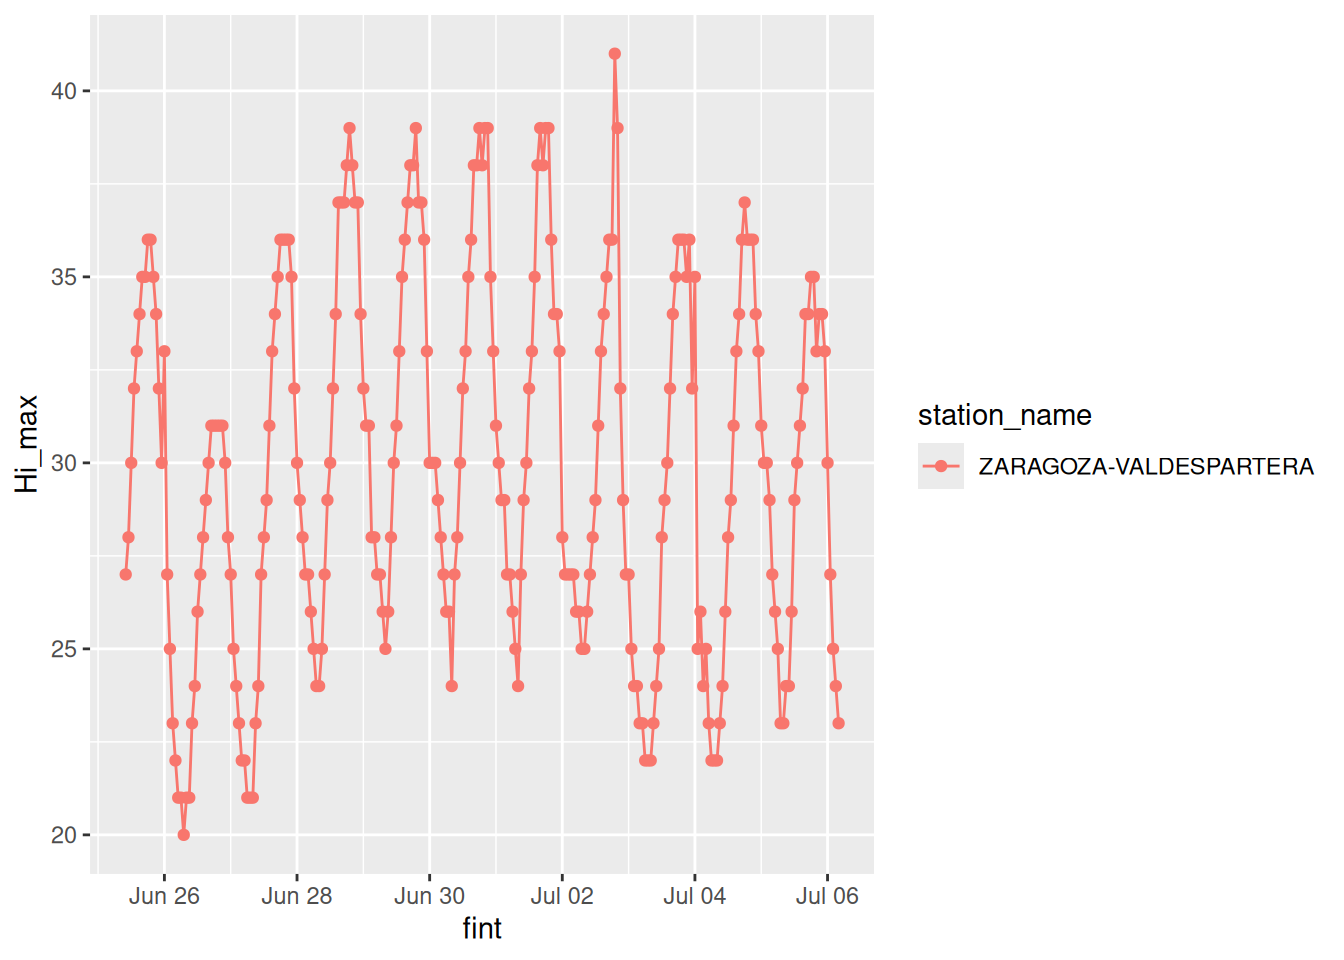 40
35
30
25
20
Hi_max
Jun 26 Jun 28 Jun 30 Jul 02 Jul 04 Jul 06
fint
station_name
ZARAGOZA-VALDESPARTERA